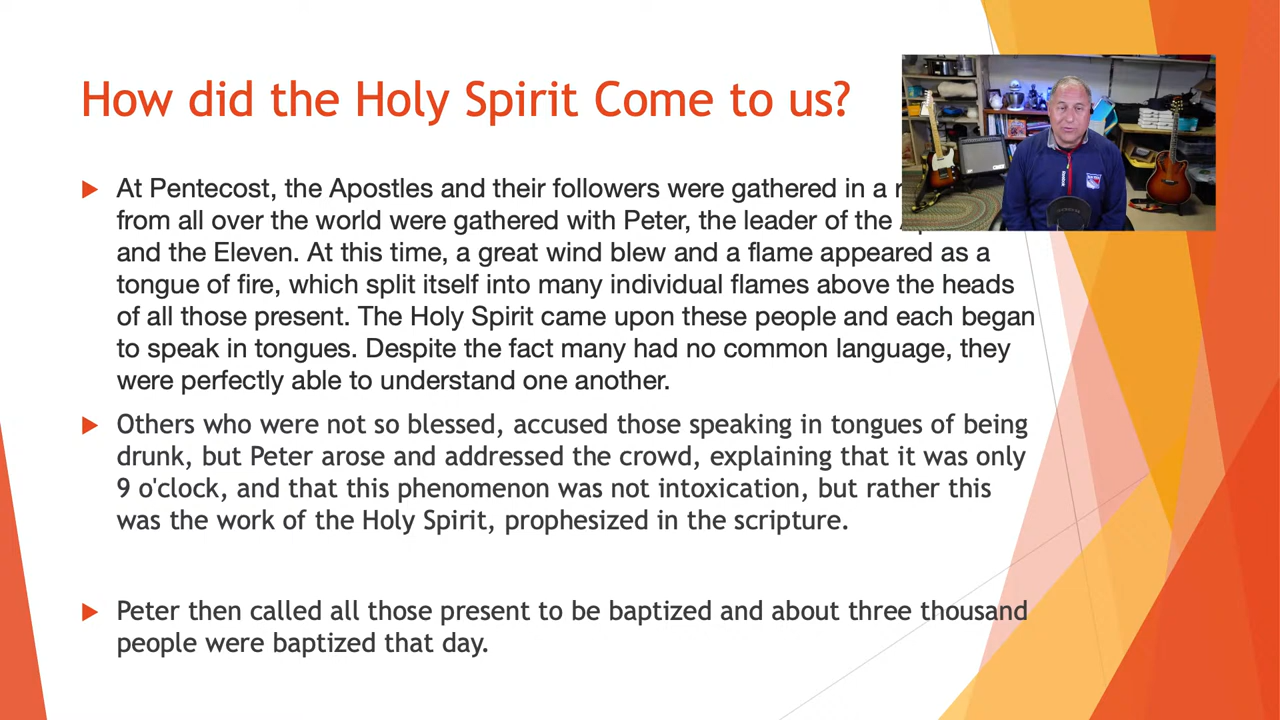 How did the Holy Spirit Come to us?
At Pentecost, the Apostles and their followers were gathered in a
from all over the world were gathered with Peter, the leader of the
and the Eleven. At this time, a great wind blew and a flame appeared as a
tongue of fire, which split itself into many individual flames above the heads
of all those present. The Holy Spirit came upon these people and each began
to speak in tongues. Despite the fact many had no common language, they
were perfectly able to understand one another.
Others who were not so blessed, accused those speaking in tongues of being
drunk, but Peter arose and addressed the crowd, explaining that it was only
9 o'clock, and that this phenomenon was not intoxication, but rather this
was the work of the Holy Spirit, prophesized in the scripture.
Peter then called all those present to be baptized and about three thousand
people were baptized that day.